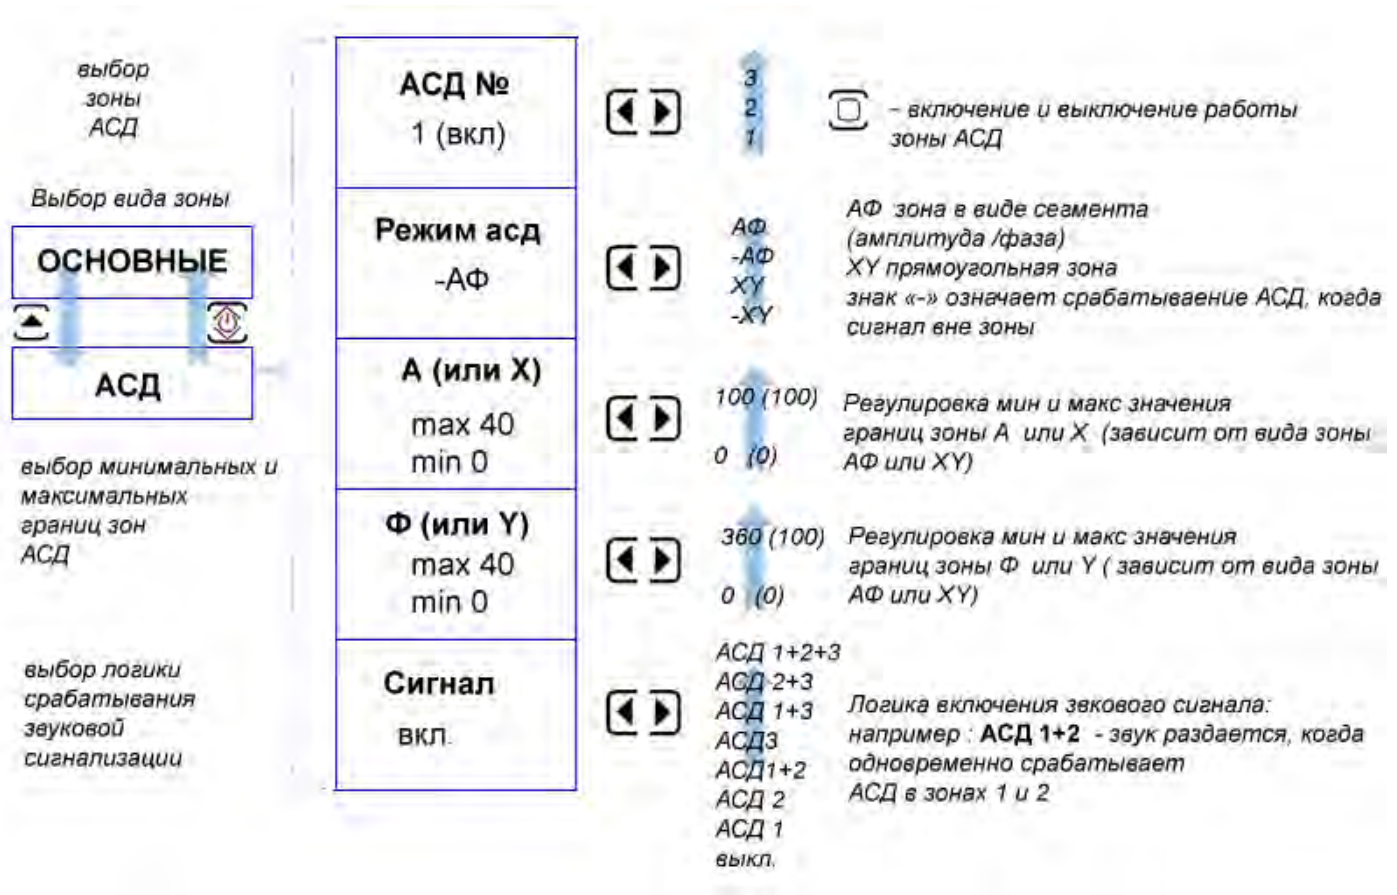 выбор
зоны
АСД
Выбор вида зоны
ОСНОВНЫЕ
АСД
выбор минимальных и
максимальных
границ зон
АСД
выбор логики
срабатывания
звуковой
сигнализации
АСД №
1 (вкл)
Режим асд
-АФ
А (или X)
max 40
min 0
Ф (или Y)
max 40
min 0
Сигнал
вкл.
3
2
1
– включение и выключение работы
зоны АСД
АФ
-АФ
XY
-XY
АФ зона в виде сегмента
(амплитуда /фаза)
XY прямоугольная зона
знак «-» означает срабатываение АСД, когда
сигнал вне зоны
100 (100)
0 (0)
Регулировка мин и макс значения
границ зоны А или X (зависит от вида зоны
АФ или XY)
360 (100)
0 (0)
Регулировка мин и макс значения
границ зоны Ф или Y ( зависит от вида зоны
АФ или XY)
АСД 1+2+3
АСД 2+3
АСД 1+3
АСД3
АСД1+2
АСД 2
АСД 1
выкл.
Логика включения звкового сигнала:
например : АСД 1+2 - звук раздается, когда
одновременно срабатывает
АСД в зонах 1 и 2